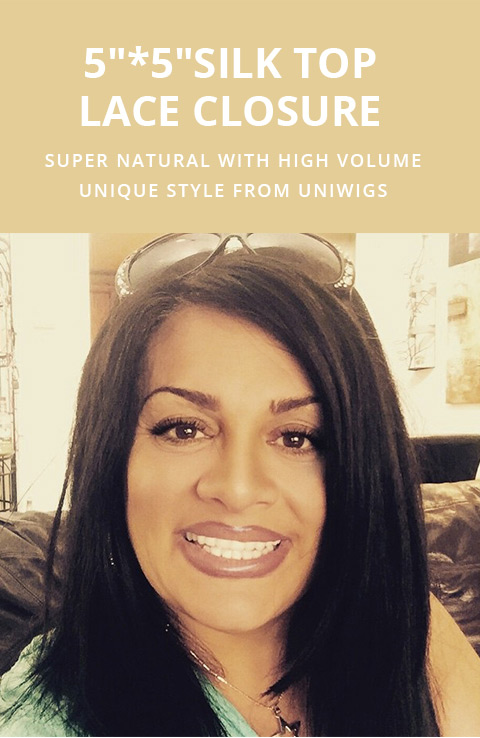 5"*5"SILK TOP
LACE CLOSURE
SUPER NATURAL WITH HIGH VOLUME
UNIQUE STYLE FROM UNIWIGS